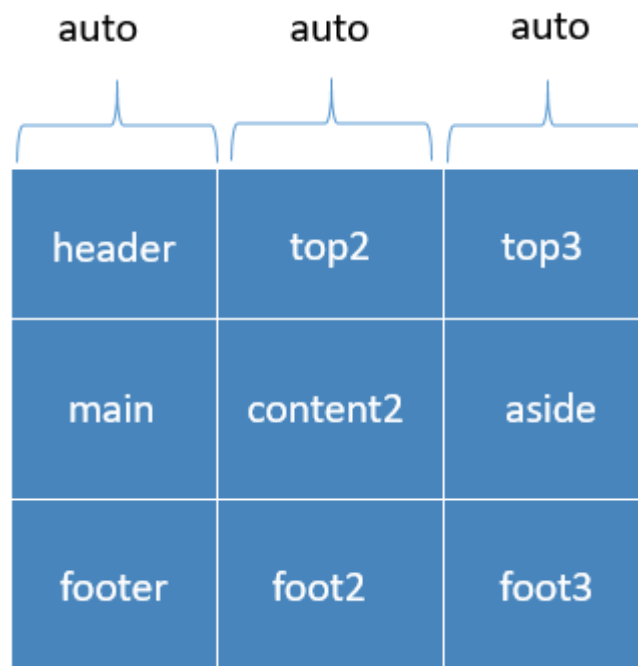 auto auto auto
header top2 top3
main content2 aside
footer foot2 foot3